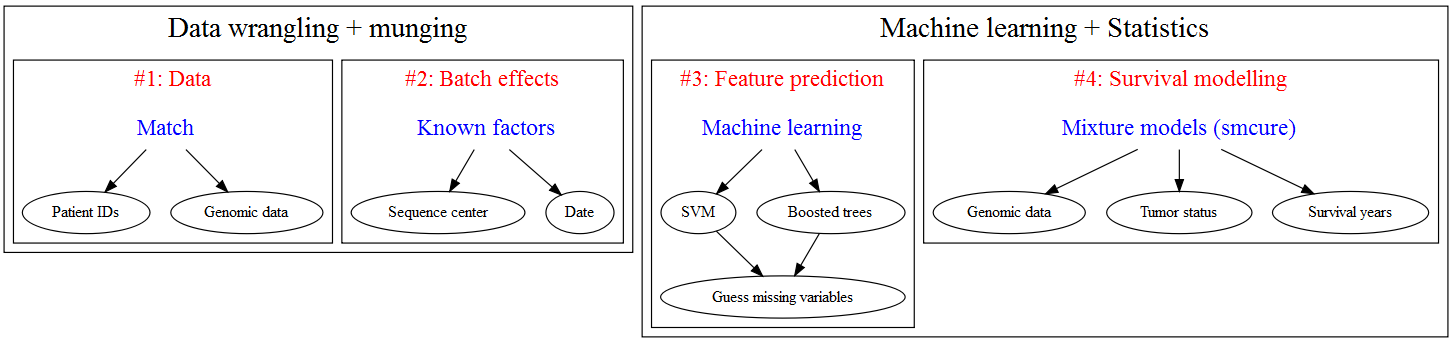 Data wrangling + munging
#1: Data
Match
Patient IDs
Genomic data
#2: Batch effects
Known factors
Sequence center
Date
Machine learning + Statistics
#3: Feature prediction
Machine learning
SVM
Boosted trees
Guess missing variables
#4: Survival modelling
Mixture models (smcure)
Genomic data
Tumor status
Survival years